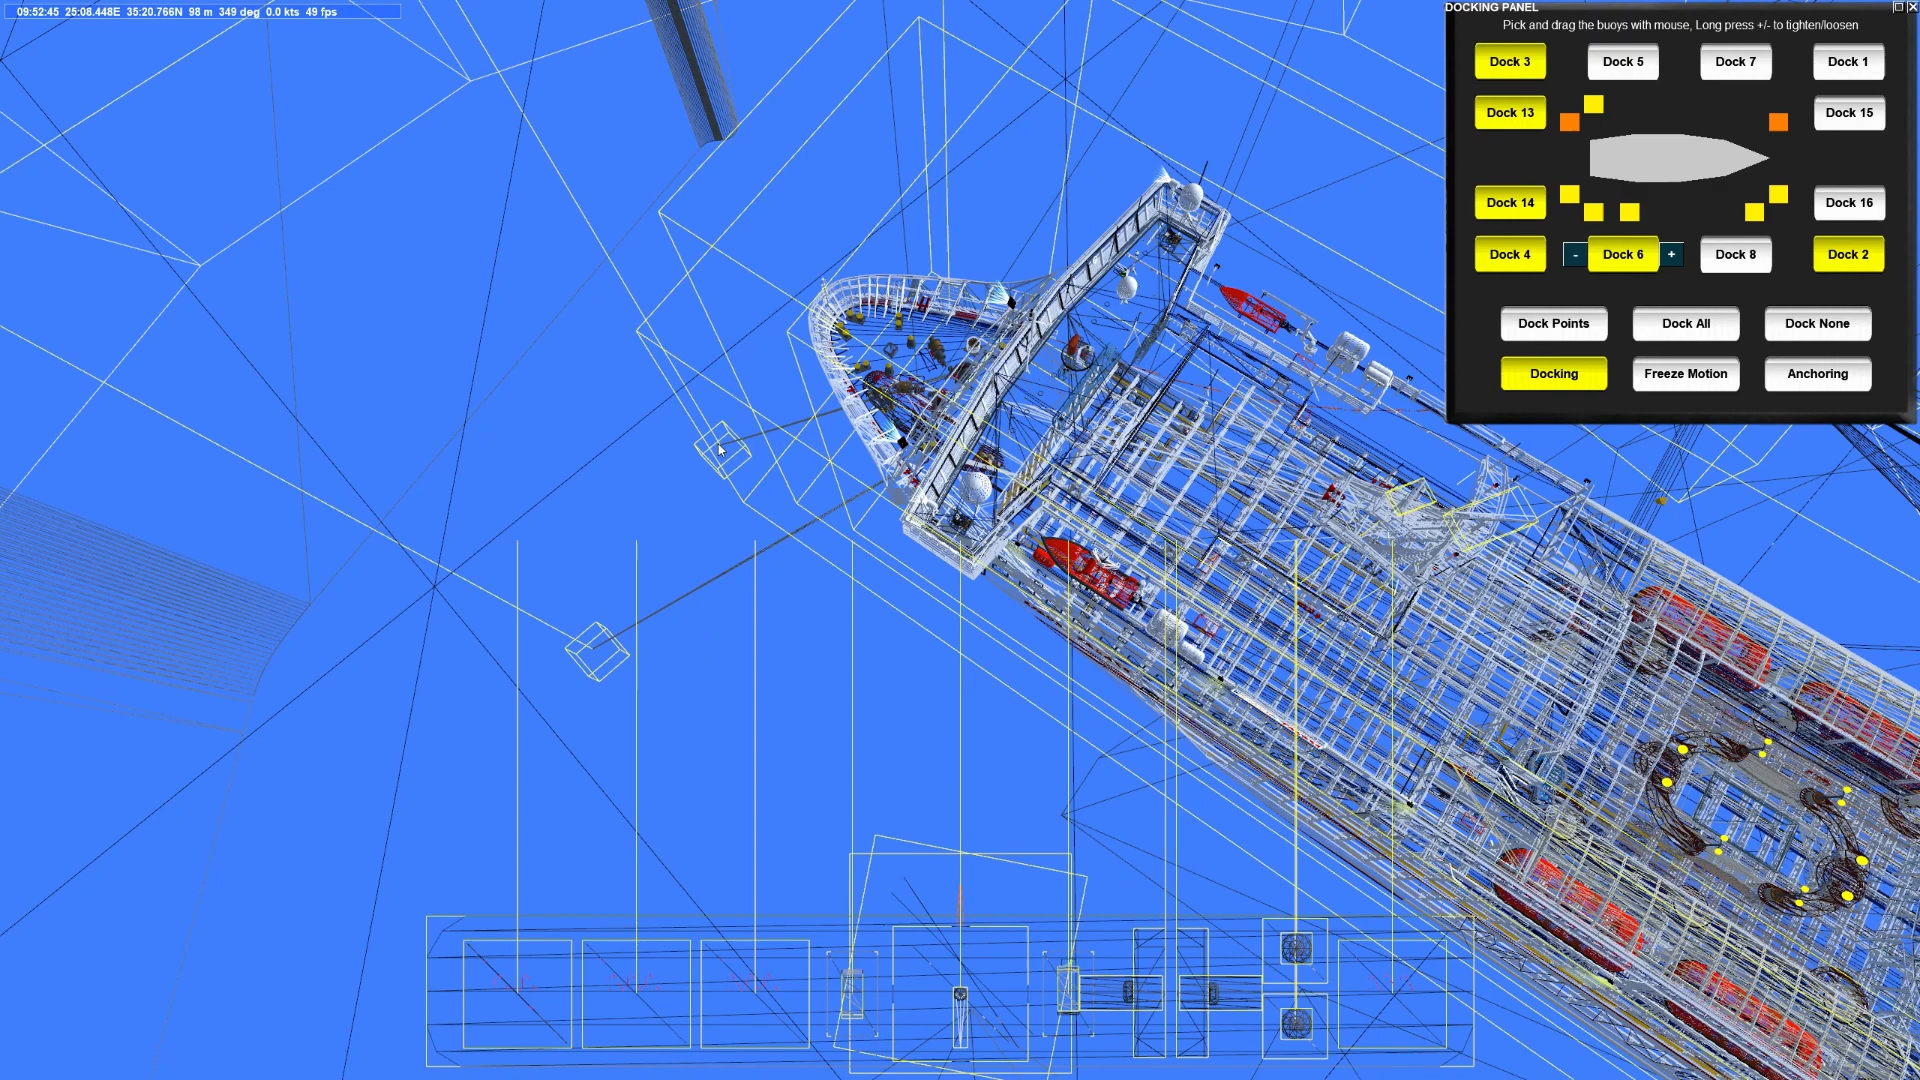 09:52:45 25:08.448E 35:20.766N 98 m 349 deg 0.0 kts 49 fps
DOCKING PANEL
Pick and drag the buoys with mouse, Long press +/- to tighten/loosen
Dock 3 Dock 5 Dock 7 Dock 1
Dock 13 Dock 15
Dock 14 Dock 16
Dock 4 - Dock 6 + Dock 8 Dock 2
Dock Points Dock All Dock None
Docking Freeze Motion Anchoring